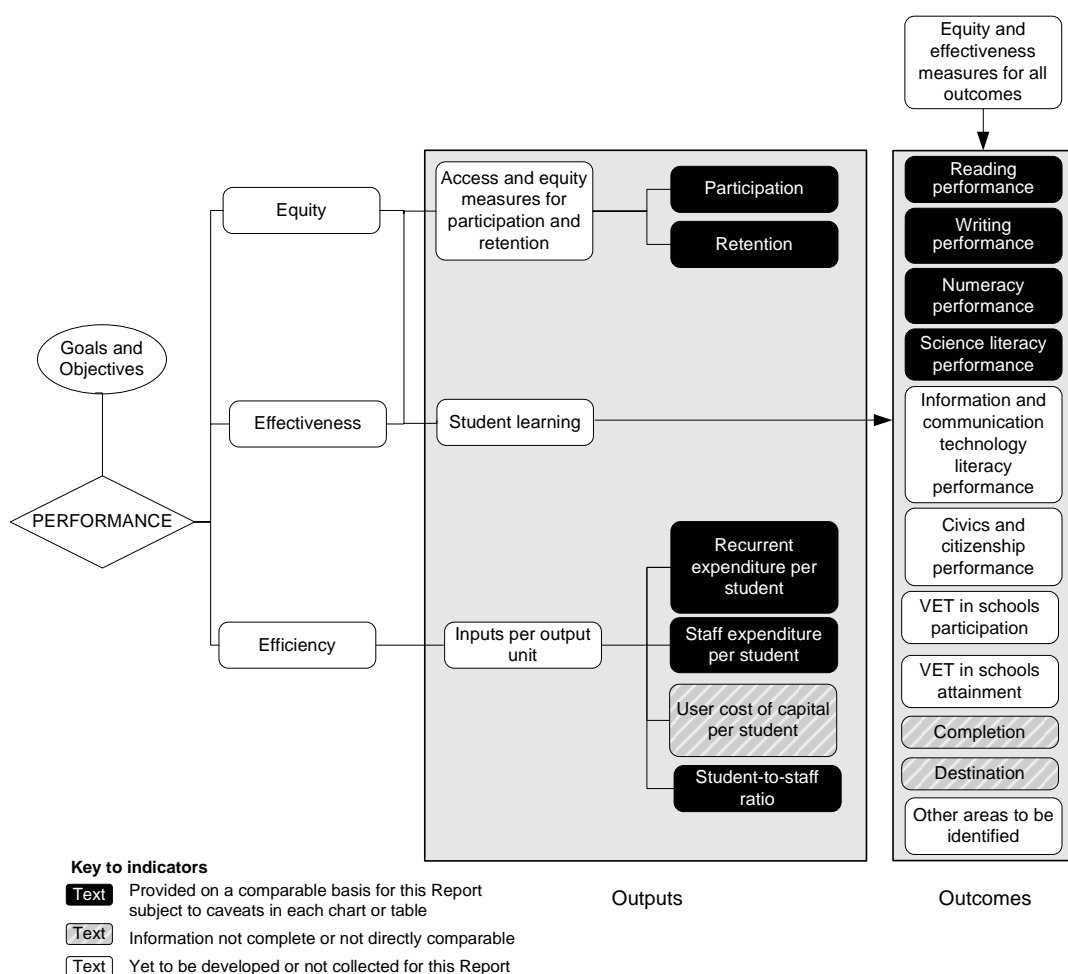 Equity and
effectiveness
measures for all
outcomes
Equity
Access and equity
measures for
participation and
retention
Participation
Retention
Reading
performance
Writing
performance
Numeracy
performance
Science literacy
performance
Goals and
Objectives
PERFORMANCE
Effectiveness
Student learning
Information and
communication
technology
literacy
performance
Civics and
citizenship
performance
Efficiency
Inputs per output
unit
Recurrent
expenditure per
student
Staff expenditure
per student
User cost of capital
per student
Student-to-staff
ratio
VET in schools
participation
VET in schools
attainment
Completion
Destination
Other areas to be
identified
Outputs
Outcomes
Key to indicators
Text
Provided on a comparable basis for this Report
subject to caveats in each chart or table
Text
Information not complete or not directly comparable
Text
Yet to be developed or not collected for this Report